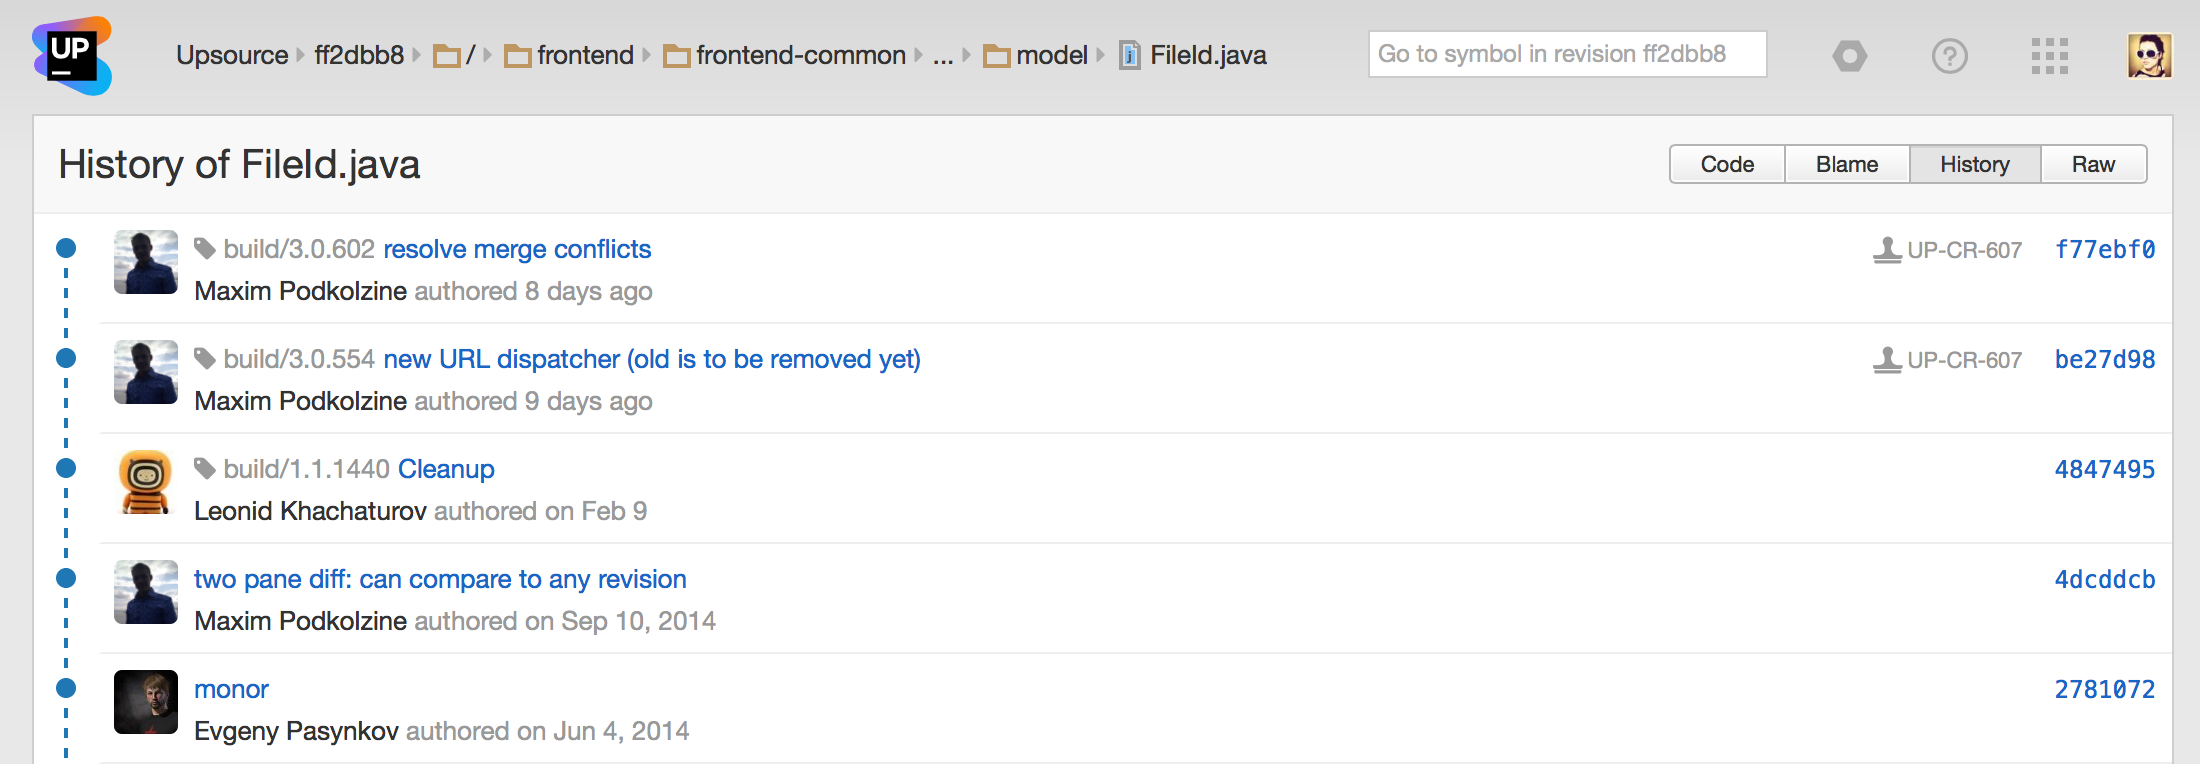 UP
Upsource ff2dbb8 / frontend frontend-common ... model FileId.java Go to symbol in revision ff2dbb8
History of FileId.java Code Blame History Raw
build/3.0.602 resolve merge conflicts UP-CR-607 f77ebf0
Maxim Podkolzine authored 8 days ago
build/3.0.554 new URL dispatcher (old is to be removed yet) UP-CR-607 be27d98
Maxim Podkolzine authored 9 days ago
build/1.1.1440 Cleanup 4847495
Leonid Khachaturov authored on Feb 9
two pane diff: can compare to any revision 4dcddcb
Maxim Podkolzine authored on Sep 10, 2014
monor 2781072
Evgeny Pasynkov authored on Jun 4, 2014